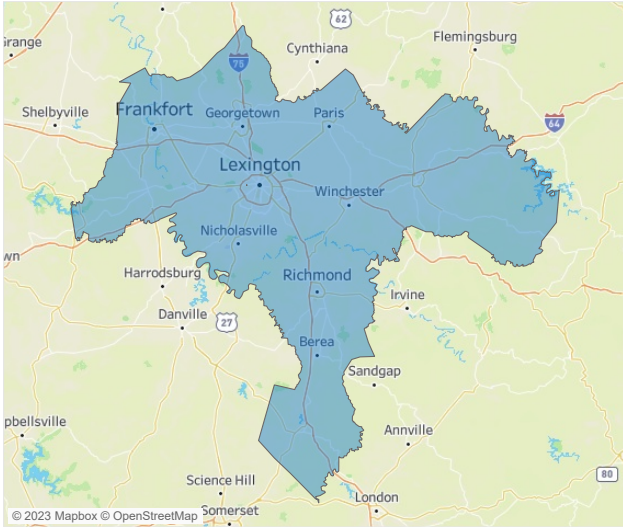 62
Flemingsburg
Grange
Cynthiana
75
Shelbyville
Frankfort
Georgetown
Paris
64
Lexington
Winchester
Nicholasville
wn
Harrodsburg
Richmond
Irvine
Danville
27
Berea
Sandgap
pbellsville
Annville
Science Hill
80
London
Somerset
© 2023 Mapbox © OpenStreetMap